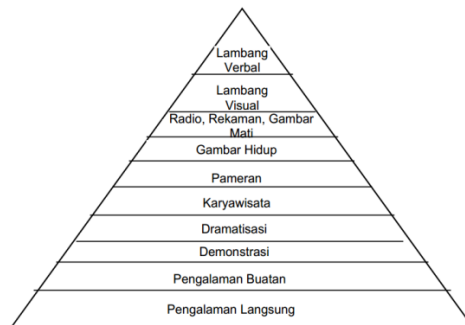 Lambang
Verbal
Lambang
Visual
Radio, Rekaman, Gambar
Mati
Gambar Hidup
Pameran
Karyawisata
Dramatisasi
Demonstrasi
Pengalaman Buatan
Pengalaman Langsung